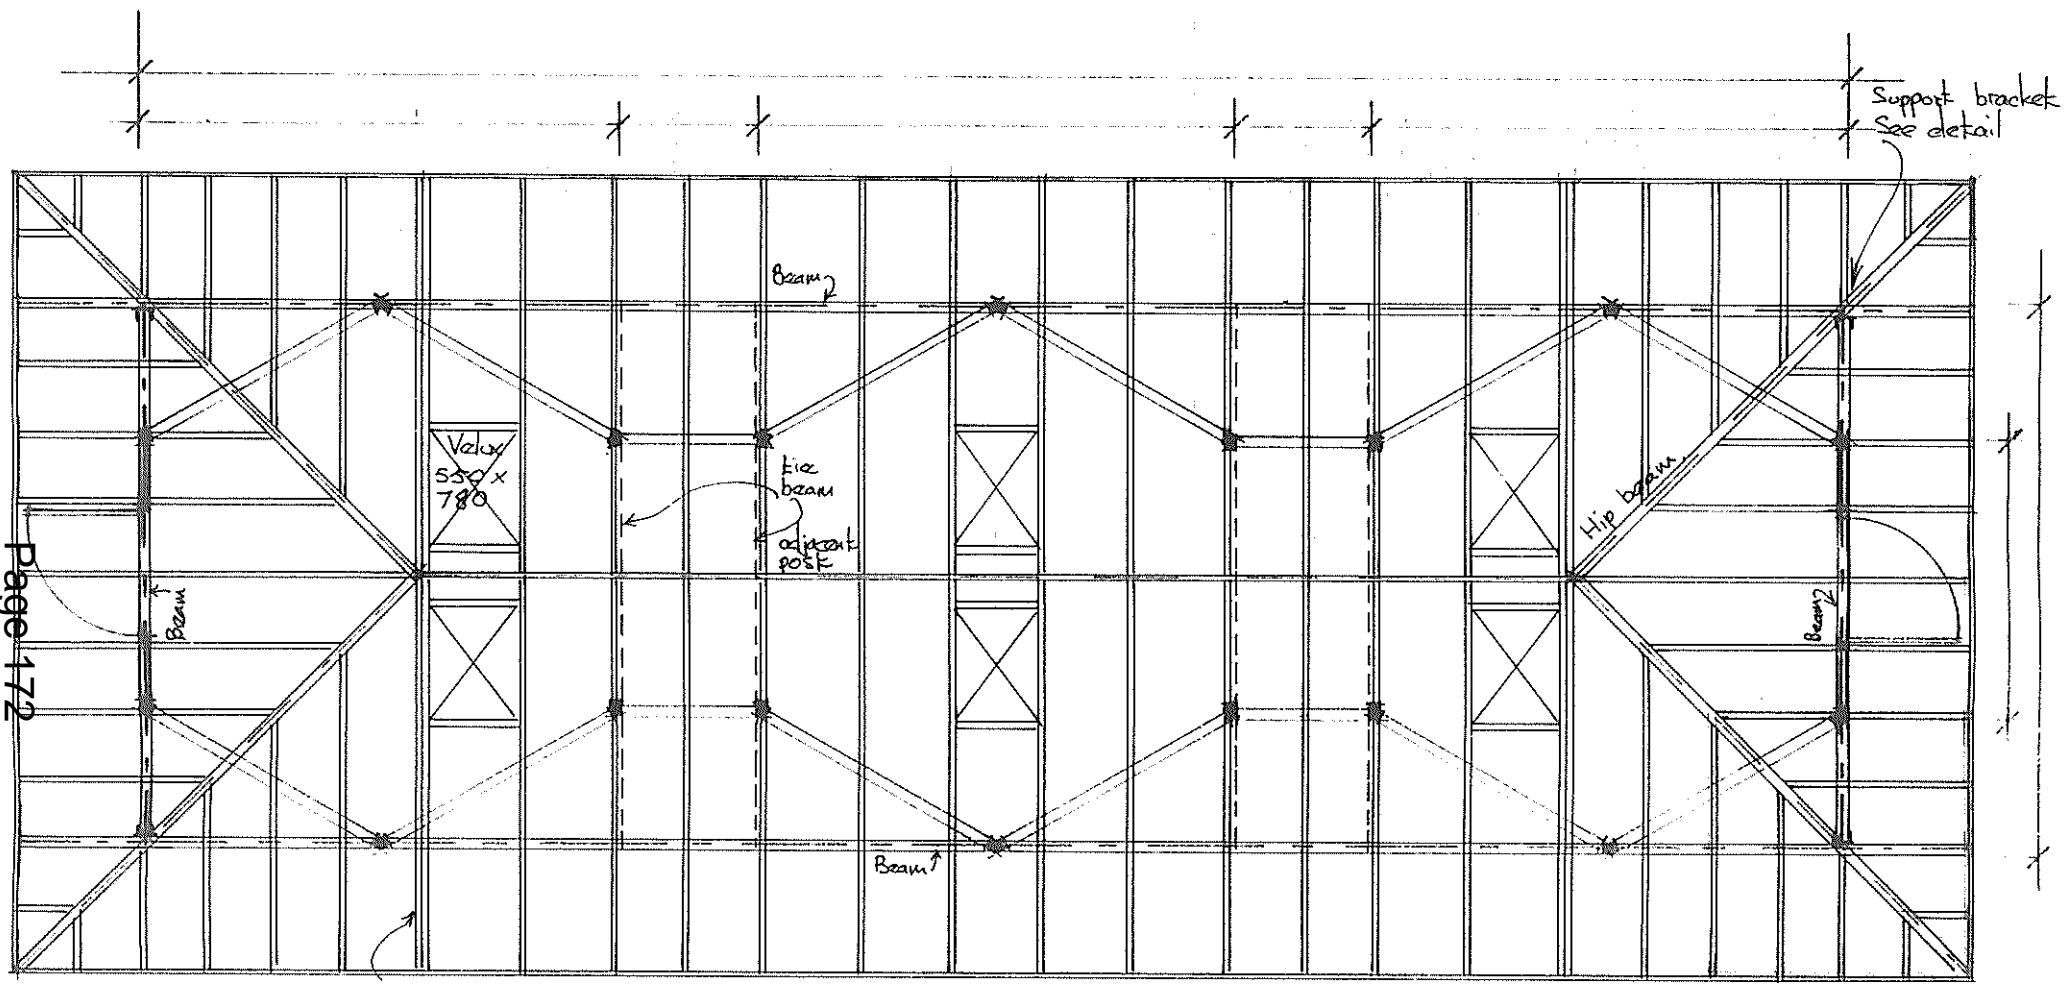 Support bracket
See detail
Beam
Velux
550 x
780
tie
beam
adjacent
post
Hip beam
Beam
Beam
Beam
Page 172